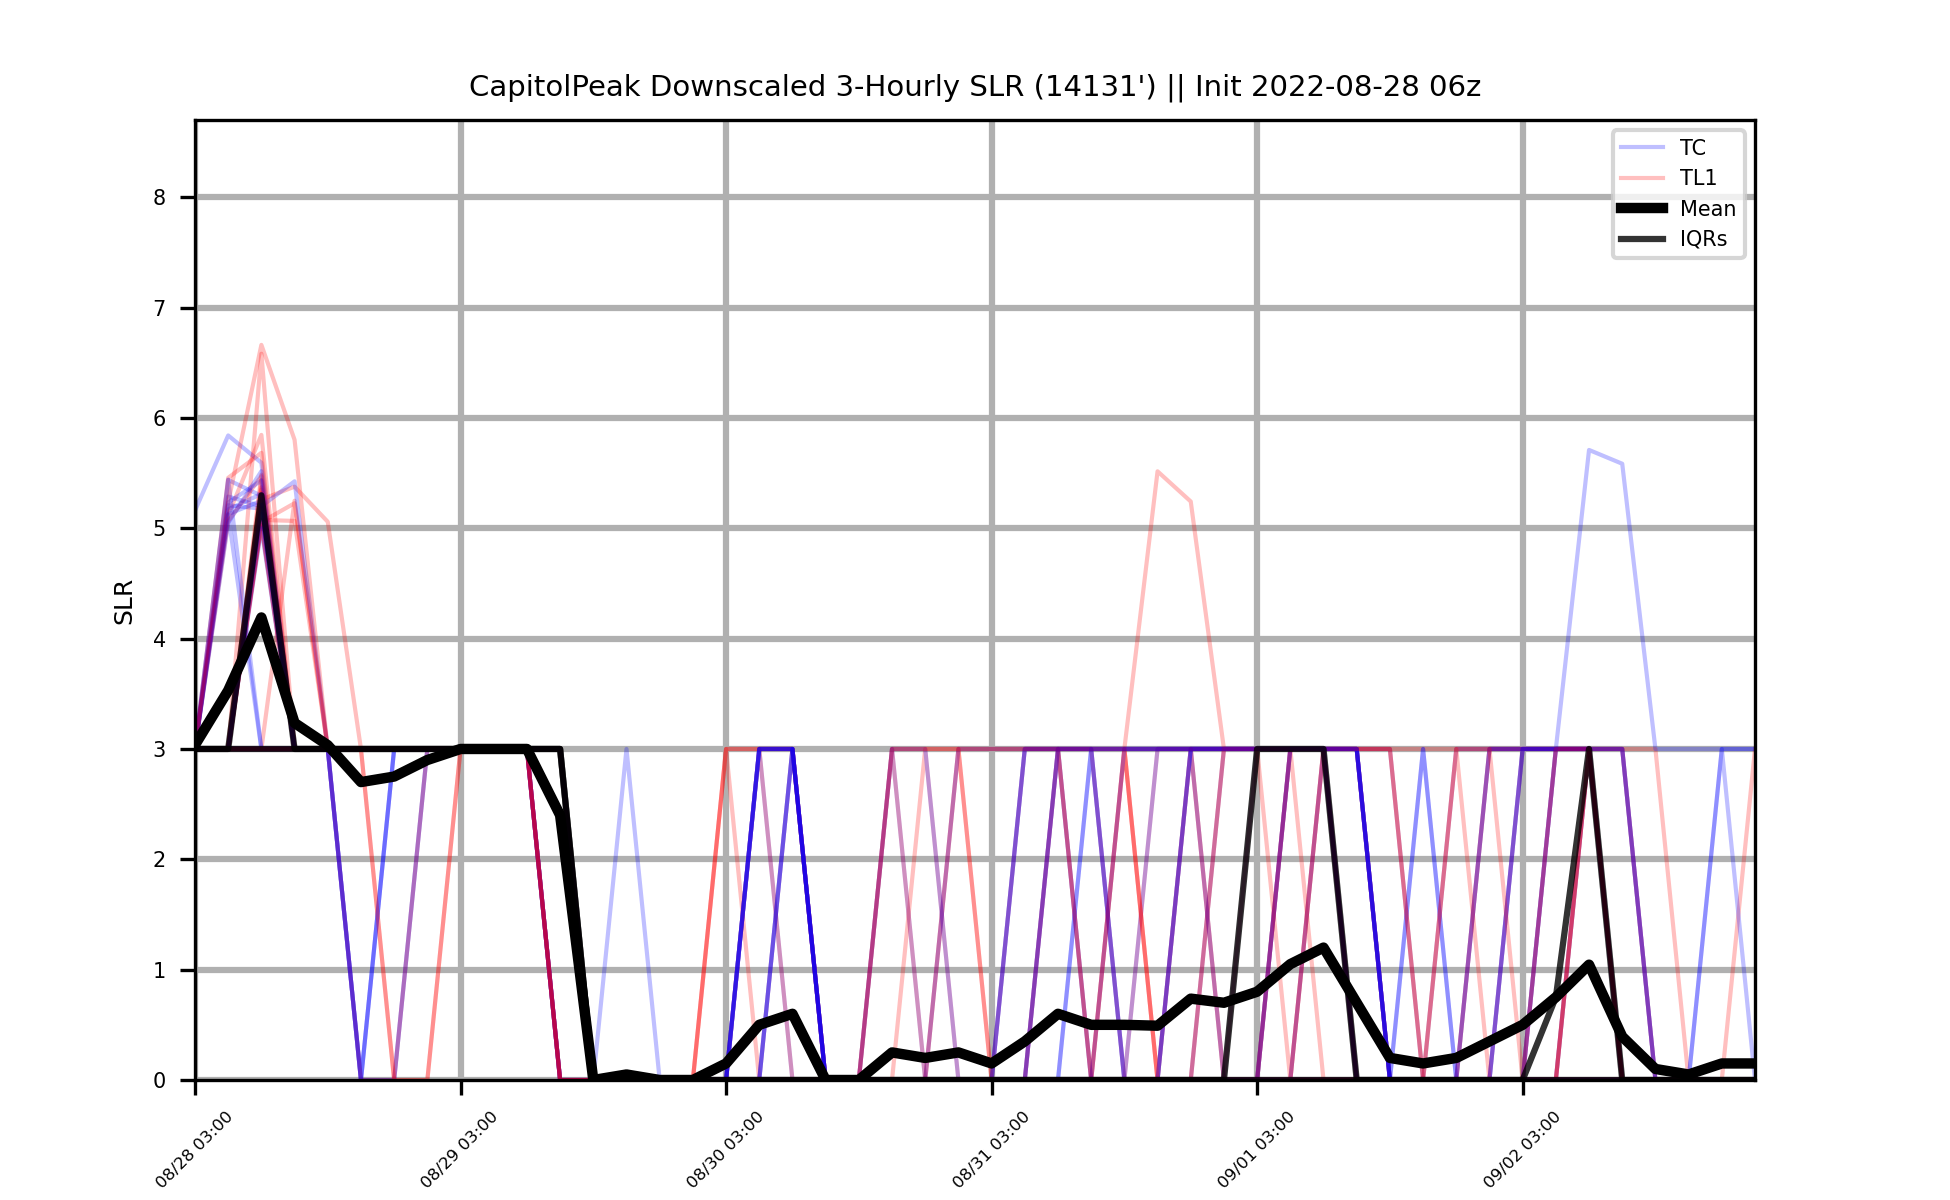 CapitolPeak Downscaled 3-Hourly SLR (14131') || Init 2022-08-28 06z
TC
TL1
Mean
IQRs
8
7
6
5
4
3
2
1
0
SLR
08/28 03:00
08/29 03:00
08/30 03:00
08/31 03:00
09/01 03:00
09/02 03:00